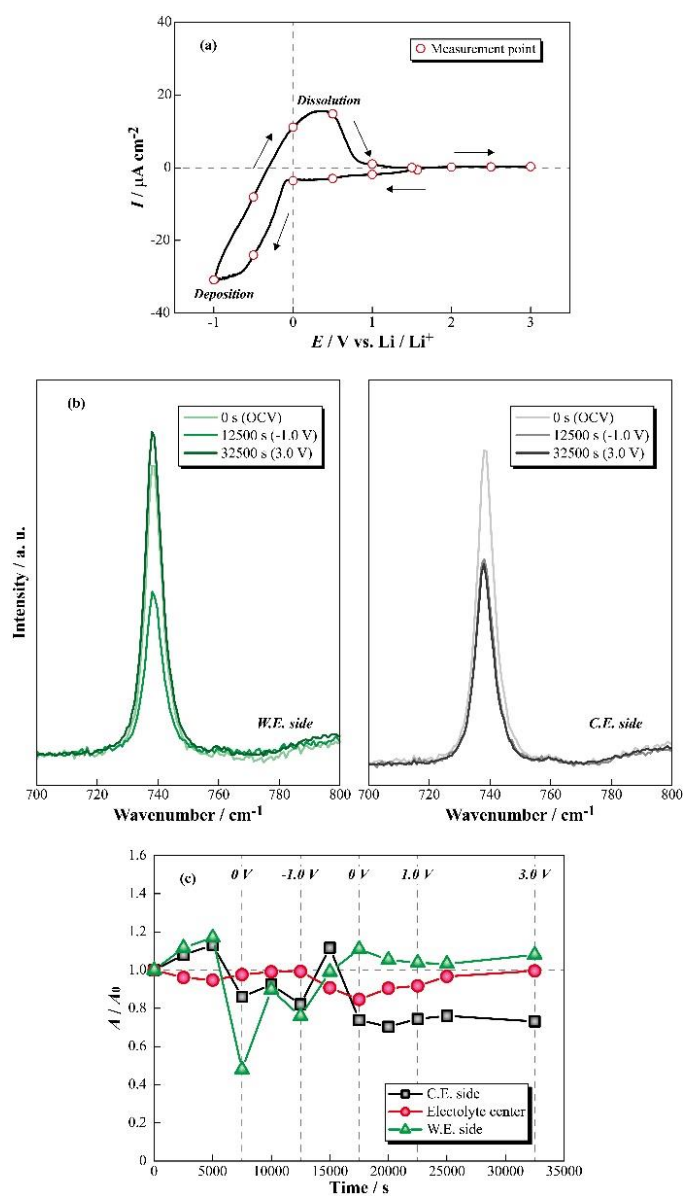 (a)
Measurement point
Dissolution
Deposition
40
20
0
-20
-40
I / μA cm-2
-1 0 1 2 3
E / V vs. Li / Li+
(b)
0 s (OCV)
12500 s (-1.0 V)
32500 s (3.0 V)
W.E. side
0 s (OCV)
12500 s (-1.0 V)
32500 s (3.0 V)
C.E. side
Intensity / a. u.
700 720 740 760 780 800
700 720 740 760 780 800
Wavenumber / cm-1
Wavenumber / cm-1
(c)
0 V -1.0 V 0 V 1.0 V 3.0 V
1.6
1.4
1.2
1.0
0.8
0.6
0.4
0.2
0
A / A0
C.E. side
Electolyte center
W.E. side
0 5000 10000 15000 20000 25000 30000 35000
Time / s